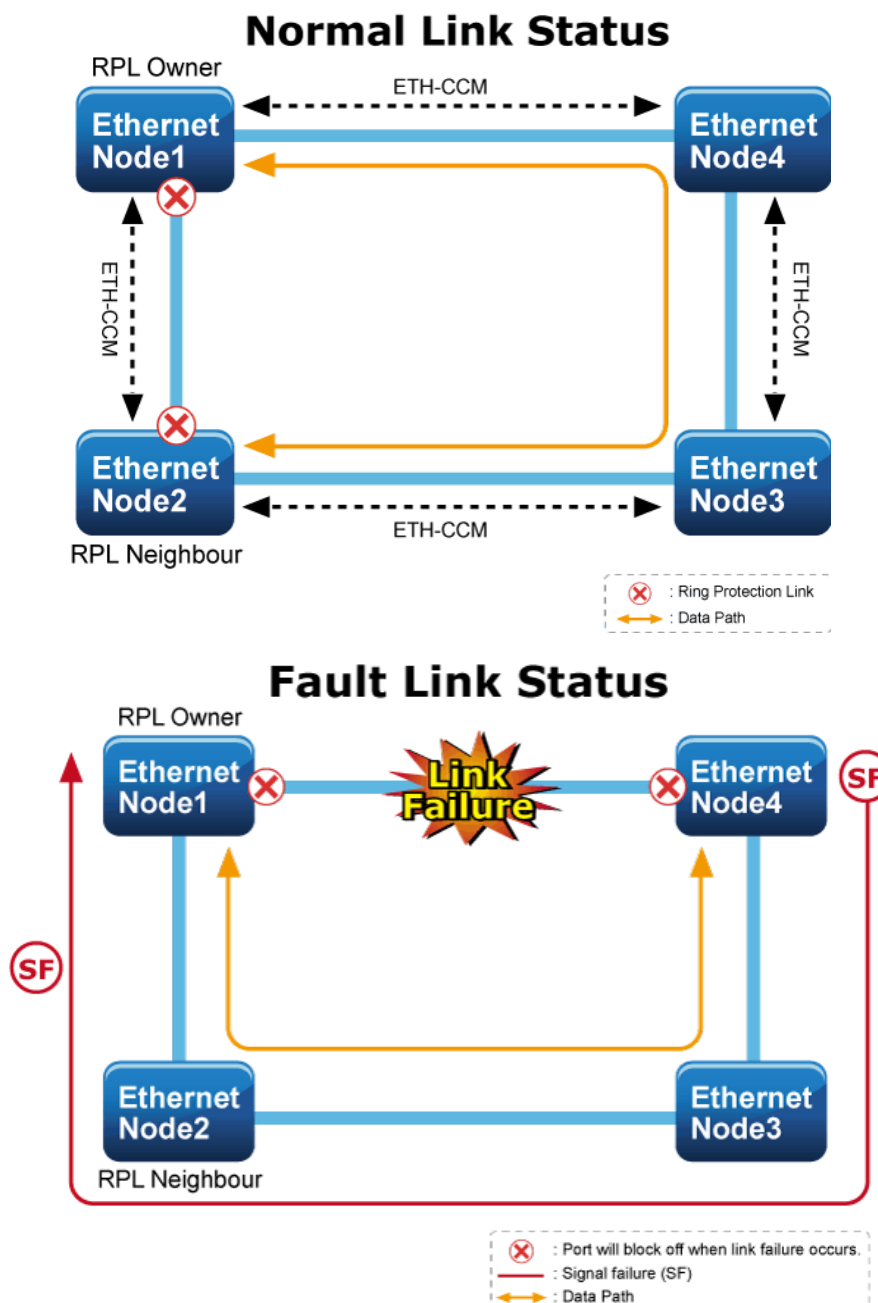 Normal Link Status
RPL Owner
ETH-CCM
Ethernet
Node1
Ethernet
Node4
ETH-CCM
ETH-CCM
Ethernet
Node2
Ethernet
Node3
ETH-CCM
RPL Neighbour
: Ring Protection Link
: Data Path
Fault Link Status
RPL Owner
Ethernet
Node1
Link
Failure
Ethernet
Node4
SF
SF
Ethernet
Node2
Ethernet
Node3
RPL Neighbour
: Port will block off when link failure occurs.
: Signal failure (SF)
: Data Path